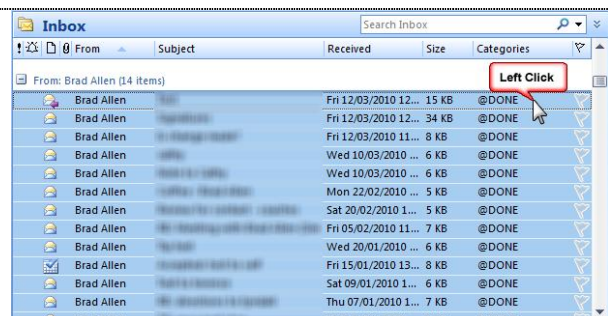 Inbox
Search Inbox
! From Subject Received Size Categories
From: Brad Allen (14 items)
Left Click
Brad Allen Fri 12/03/2010 12... 15 KB @DONE
Brad Allen Fri 12/03/2010 12... 34 KB @DONE
Brad Allen Fri 12/03/2010 11... 8 KB @DONE
Brad Allen Wed 10/03/2010 ... 6 KB @DONE
Brad Allen Wed 10/03/2010 ... 6 KB @DONE
Brad Allen Mon 22/02/2010 ... 5 KB @DONE
Brad Allen Sat 20/02/2010 1... 5 KB @DONE
Brad Allen Fri 05/02/2010 11... 7 KB @DONE
Brad Allen Wed 20/01/2010 ... 6 KB @DONE
Brad Allen Fri 15/01/2010 13... 8 KB @DONE
Brad Allen Sat 09/01/2010 1... 6 KB @DONE
Brad Allen Thu 07/01/2010 1... 7 KB @DONE